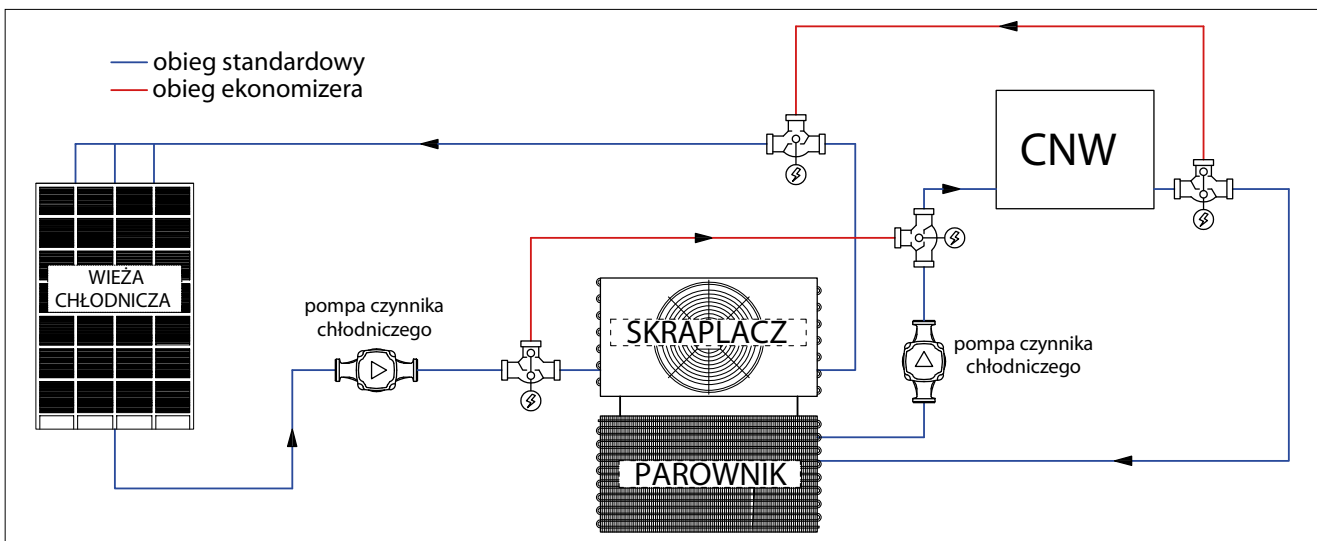 obieg standardowy
obieg ekonomizera
CNW
WIEŻA
CHŁODNICZA
pompa czynnika
chłodniczego
SKRAPLACZ
pompa czynnika
chłodniczego
PAROWNIK